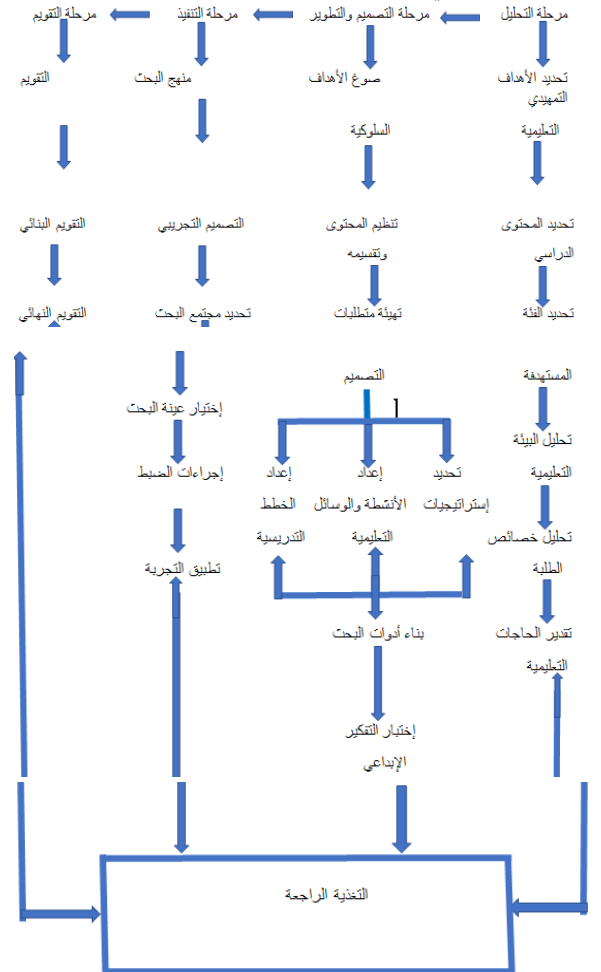 مرحلة التحليل
مرحلة التصميم والتطوير
مرحلة التنفيذ
مرحلة التقويم
تحديد الأهداف
صوغ الأهداف
منهج البحث
التقويم
التمهيدي
التعليمية
السلوكية
تحديد المحتوى
تنظيم المحتوى
التصميم التجريبي
التقويم البنائي
الدراسي
وتقسيمه
تحديد الفئة
تهيئة متطلبات
تحديد مجتمع البحث
التقويم النهائي
المستهدفة
التصميم
إختيار عينة البحث
تحليل البيئة
تحديد
إعداد
إعداد
إجراءات الضبط
التعليمية
إستراتيجيات
الأنشطة والوسائل
الخطط
تحليل خصائص
التعليمية
التدريسية
الطلبة
تطبيق التجربة
تقدير الحاجات
بناء أدوات البحث
التعليمية
إختبار التفكير
الإبداعي
التغذية الراجعة